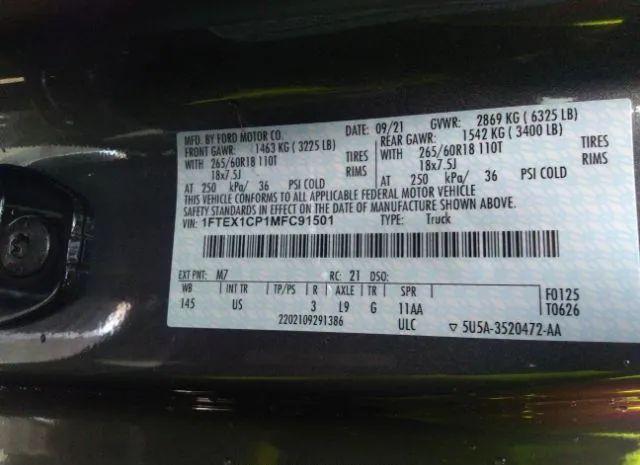 MFD. BY FORD MOTOR CO. DATE: 09/21 GVWR: 2869 KG ( 6325 LB)
FRONT GAWR: 1463 KG ( 3225 LB) REAR GAWR: 1542 KG ( 3400 LB)
WITH 265/60R18 110T TIRES WITH 265/60R18 110T TIRES
18x7.5J RIMS 18x7.5J RIMS
AT 250 kPa/ 36 PSI COLD AT 250 kPa/ 36 PSI COLD
THIS VEHICLE CONFORMS TO ALL APPLICABLE FEDERAL MOTOR VEHICLE
SAFETY STANDARDS IN EFFECT ON THE DATE OF MANUFACTURE SHOWN ABOVE.
VIN: 1FTEX1CP1MFC91501 TYPE: Truck
EXT PNT: M7 RC: 21 DSO:
WB INT TR TP/PS R AXLE TR SPR F0125
145 US 3 L9 G 11AA T0626
2202109291386 ULC ▽ 5U5A-3520472-AA